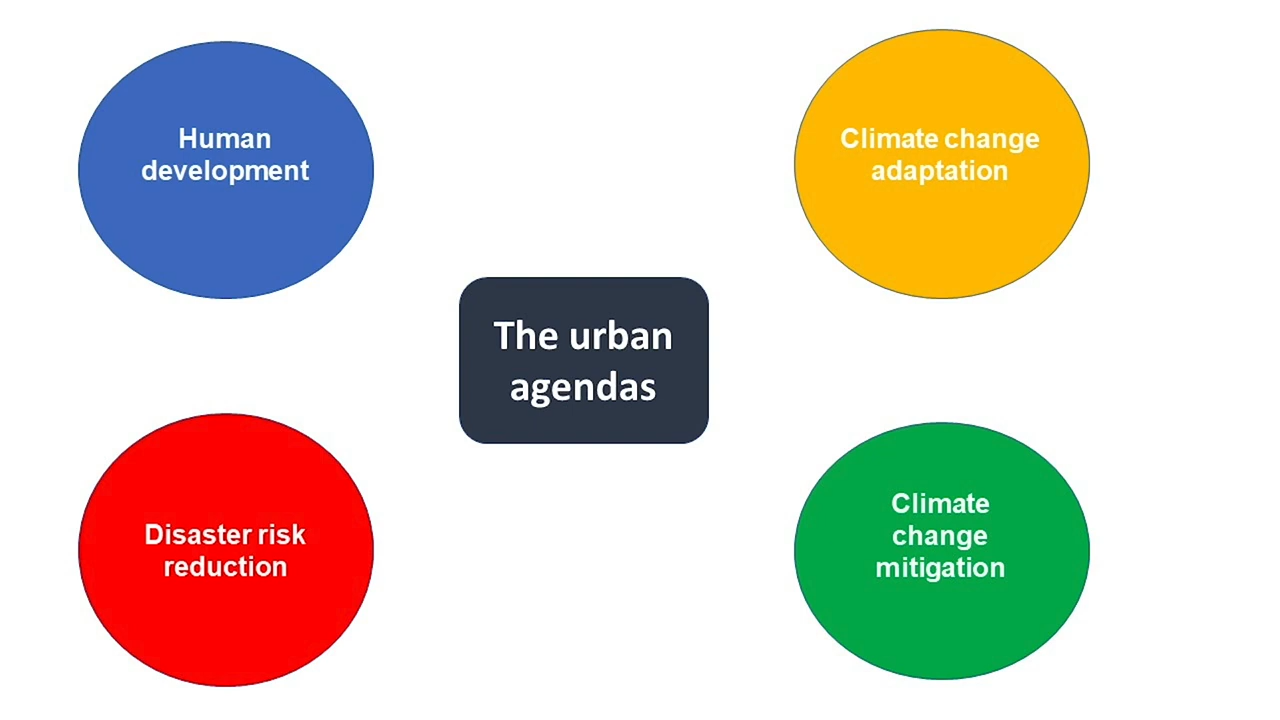 Human
development
Climate change
adaptation
The urban
agendas
Disaster risk
reduction
Climate
change
mitigation